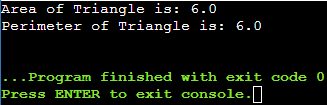 Area of Triangle is: 6.0
Perimeter of Triangle is: 6.0
...Program finished with exit code 0
Press ENTER to exit console.